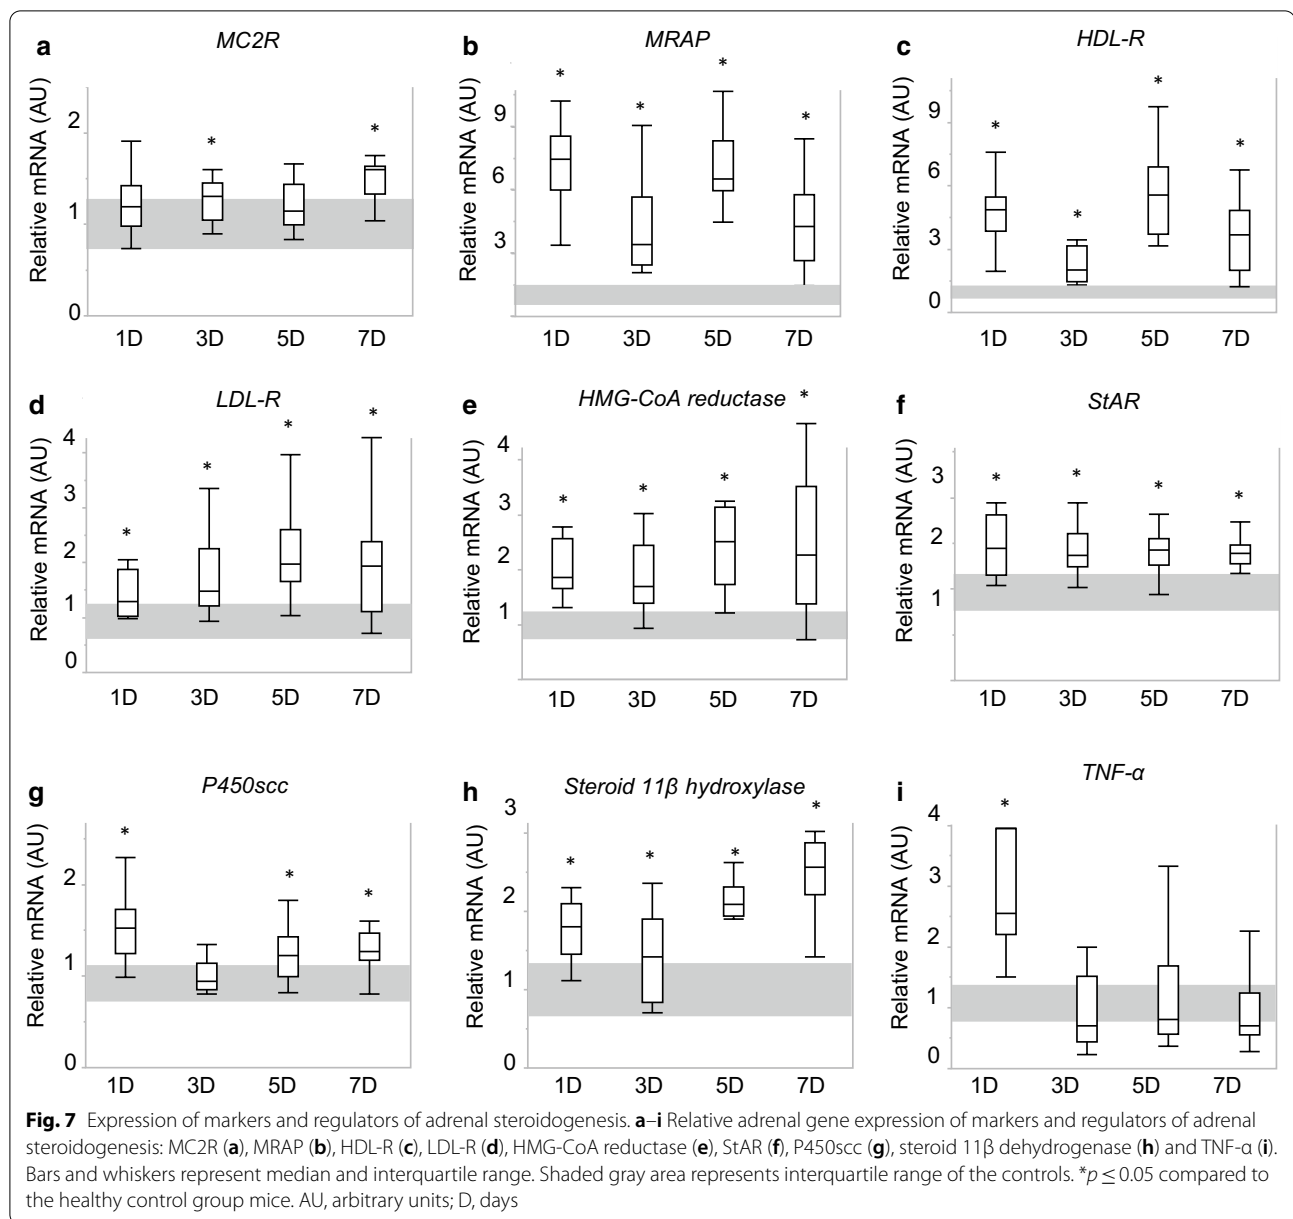 a MC2R
Relative mRNA (AU)
2
1
0
1D 3D 5D 7D
* *
b MRAP
Relative mRNA (AU)
9
6
3
1D 3D 5D 7D
* * * *
c HDL-R
Relative mRNA (AU)
9
6
3
0
1D 3D 5D 7D
* * * *
d LDL-R
Relative mRNA (AU)
4
3
2
1
0
1D 3D 5D 7D
* * * *
e HMG-CoA reductase
Relative mRNA (AU)
4
3
2
1
1D 3D 5D 7D
* * * *
f StAR
Relative mRNA (AU)
3
2
1
1D 3D 5D 7D
* * * *
g P450scc
Relative mRNA (AU)
2
1
0
1D 3D 5D 7D
* * *
h Steroid 11β hydroxylase
Relative mRNA (AU)
3
2
1
0
1D 3D 5D 7D
* * * *
i TNF-α
Relative mRNA (AU)
4
3
2
1
0
1D 3D 5D 7D
*
Fig. 7 Expression of markers and regulators of adrenal steroidogenesis. a–i Relative adrenal gene expression of markers and regulators of adrenal
steroidogenesis: MC2R (a), MRAP (b), HDL-R (c), LDL-R (d), HMG-CoA reductase (e), StAR (f), P450scc (g), steroid 11β dehydrogenase (h) and TNF-α (i).
Bars and whiskers represent median and interquartile range. Shaded gray area represents interquartile range of the controls. *p ≤ 0.05 compared to
the healthy control group mice. AU, arbitrary units; D, days